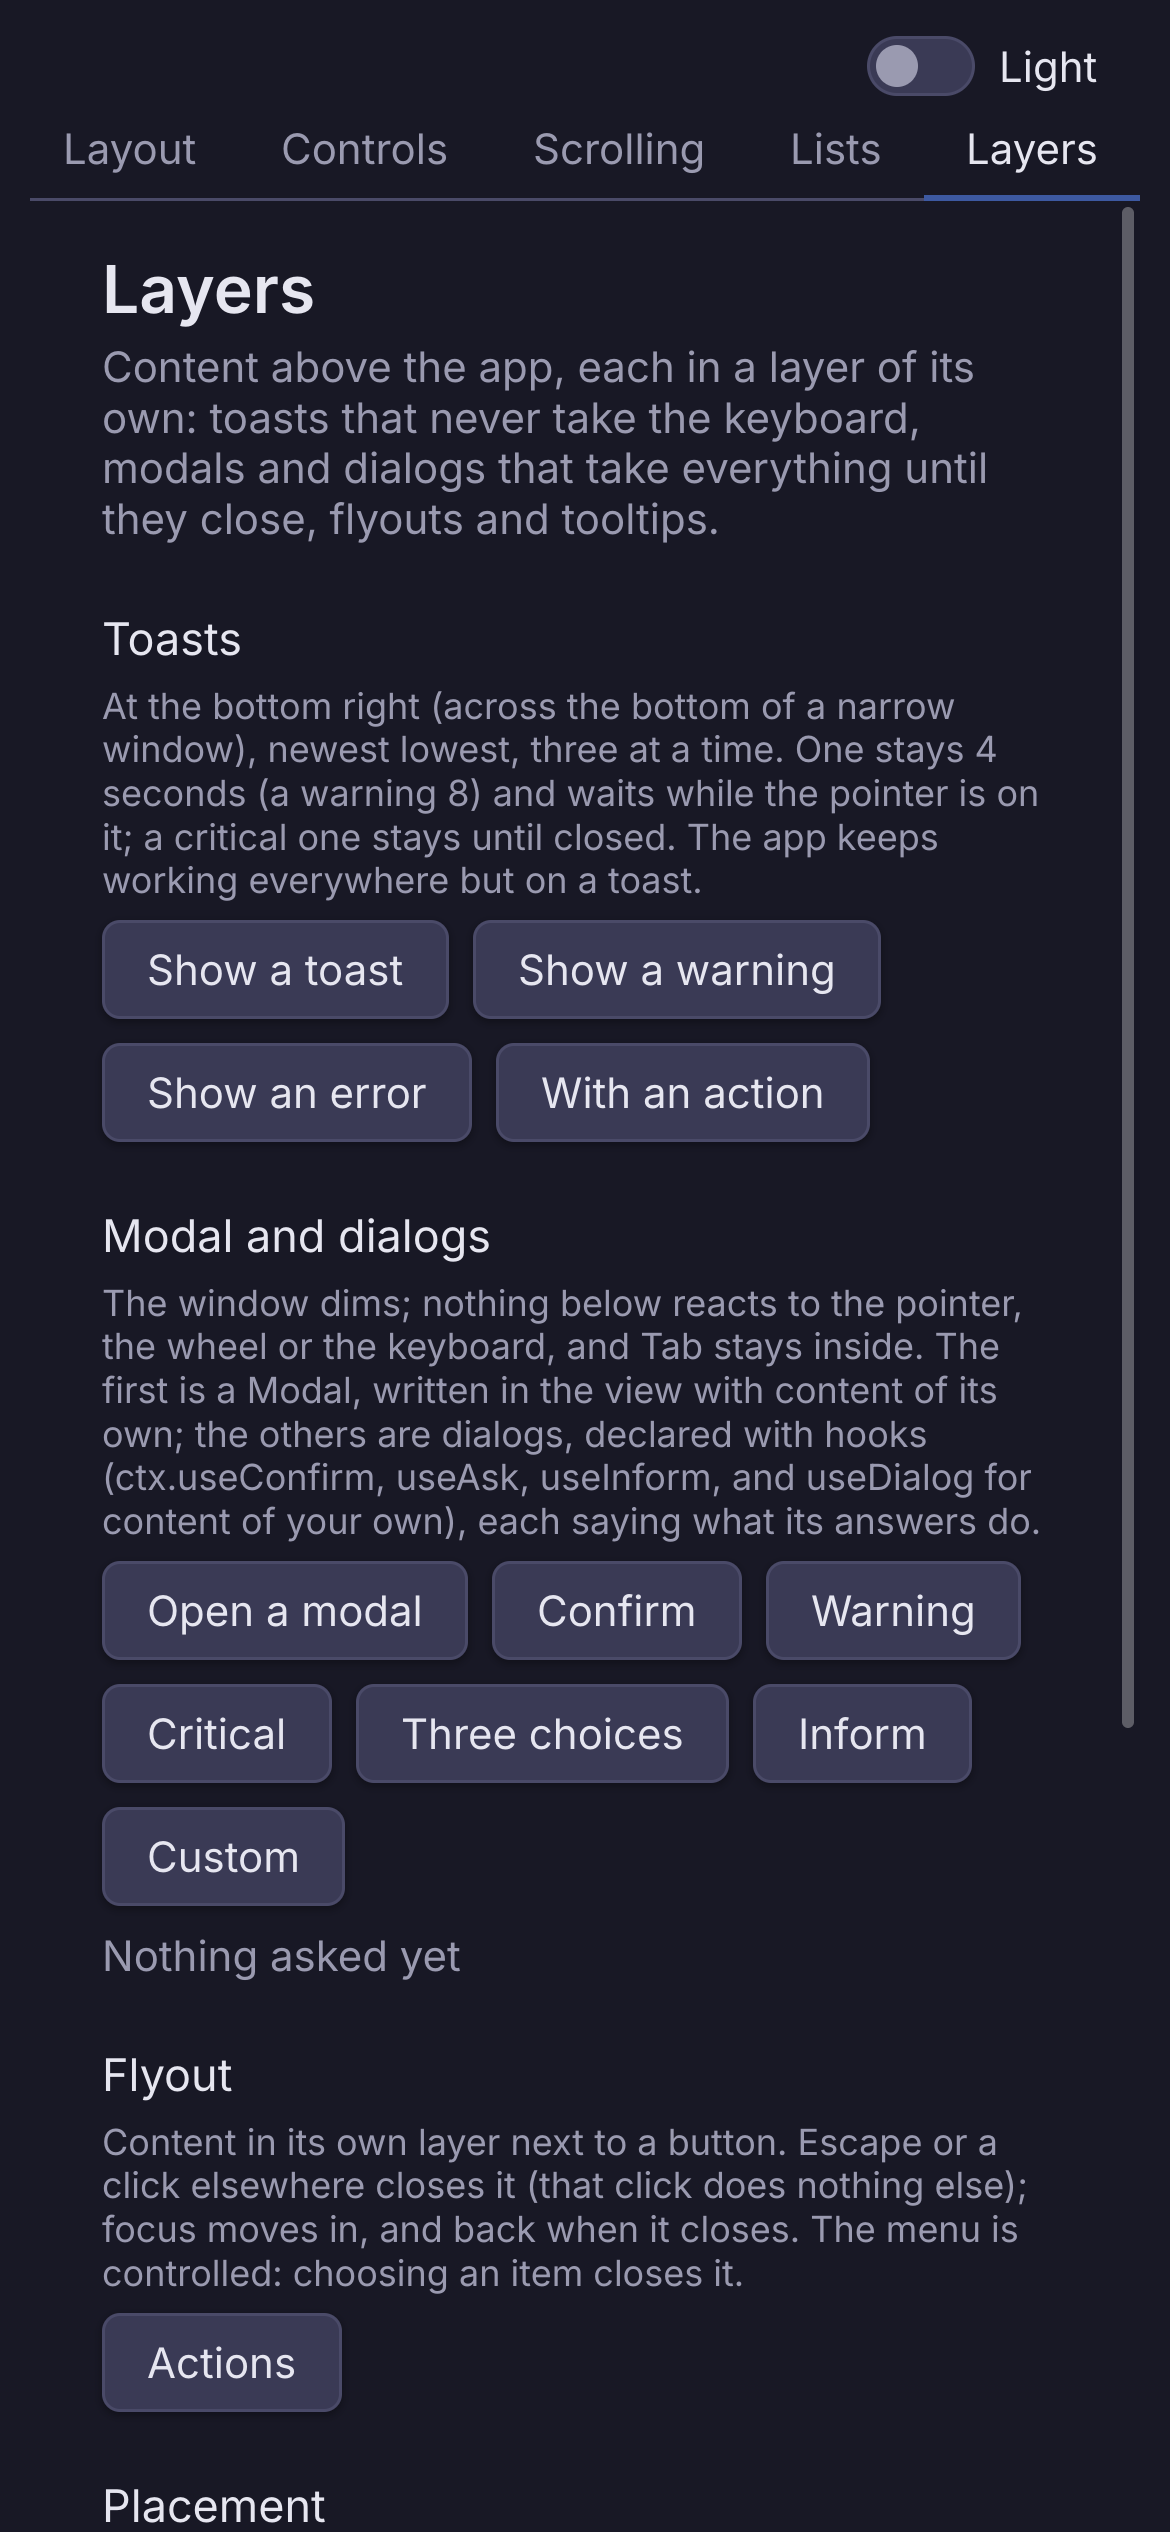 Light
Layout Controls Scrolling Lists Layers
Layers
Content above the app, each in a layer of its
own: toasts that never take the keyboard,
modals and dialogs that take everything until
they close, flyouts and tooltips.
Toasts
At the bottom right (across the bottom of a narrow
window), newest lowest, three at a time. One stays 4
seconds (a warning 8) and waits while the pointer is on
it; a critical one stays until closed. The app keeps
working everywhere but on a toast.
Show a toast Show a warning
Show an error With an action
Modal and dialogs
The window dims; nothing below reacts to the pointer,
the wheel or the keyboard, and Tab stays inside. The
first is a Modal, written in the view with content of its
own; the others are dialogs, declared with hooks
(ctx.useConfirm, useAsk, useInform, and useDialog for
content of your own), each saying what its answers do.
Open a modal Confirm Warning
Critical Three choices Inform
Custom
Nothing asked yet
Flyout
Content in its own layer next to a button. Escape or a
click elsewhere closes it (that click does nothing else);
focus moves in, and back when it closes. The menu is
controlled: choosing an item closes it.
Actions
Placement